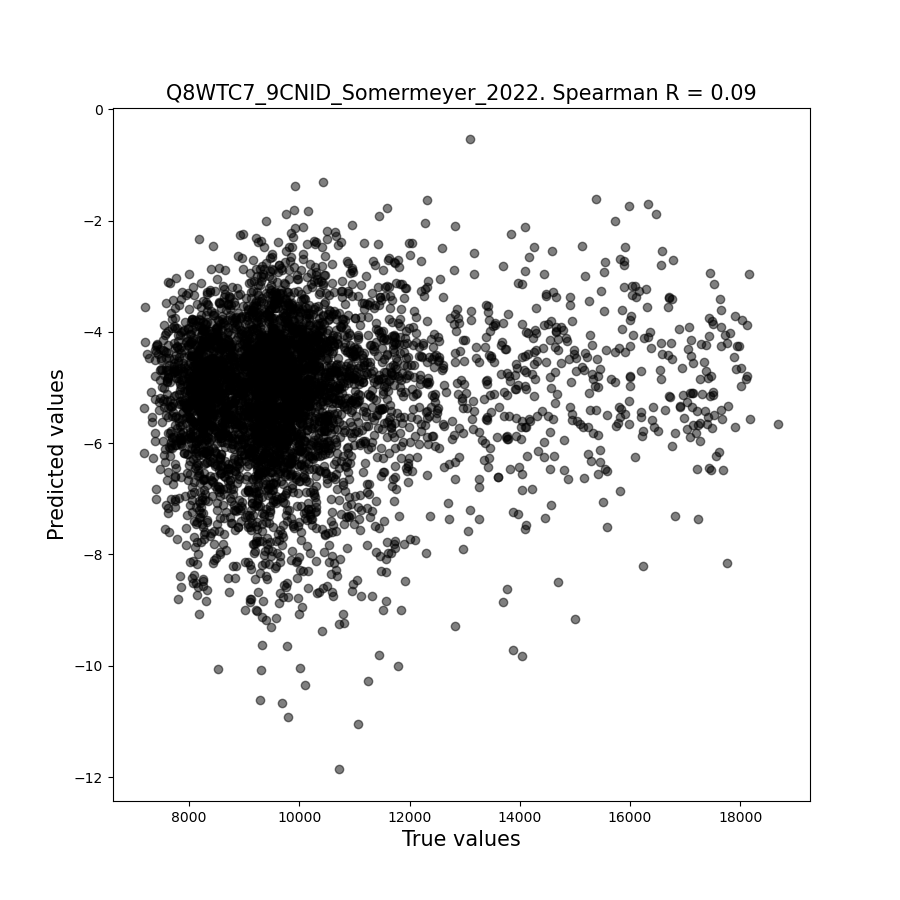 Q8WTC7_9CNID_Somermeyer_2022. Spearman R = 0.09
0
−2
−4
−6
−8
−10
−12
Predicted values
8000 10000 12000 14000 16000 18000
True values